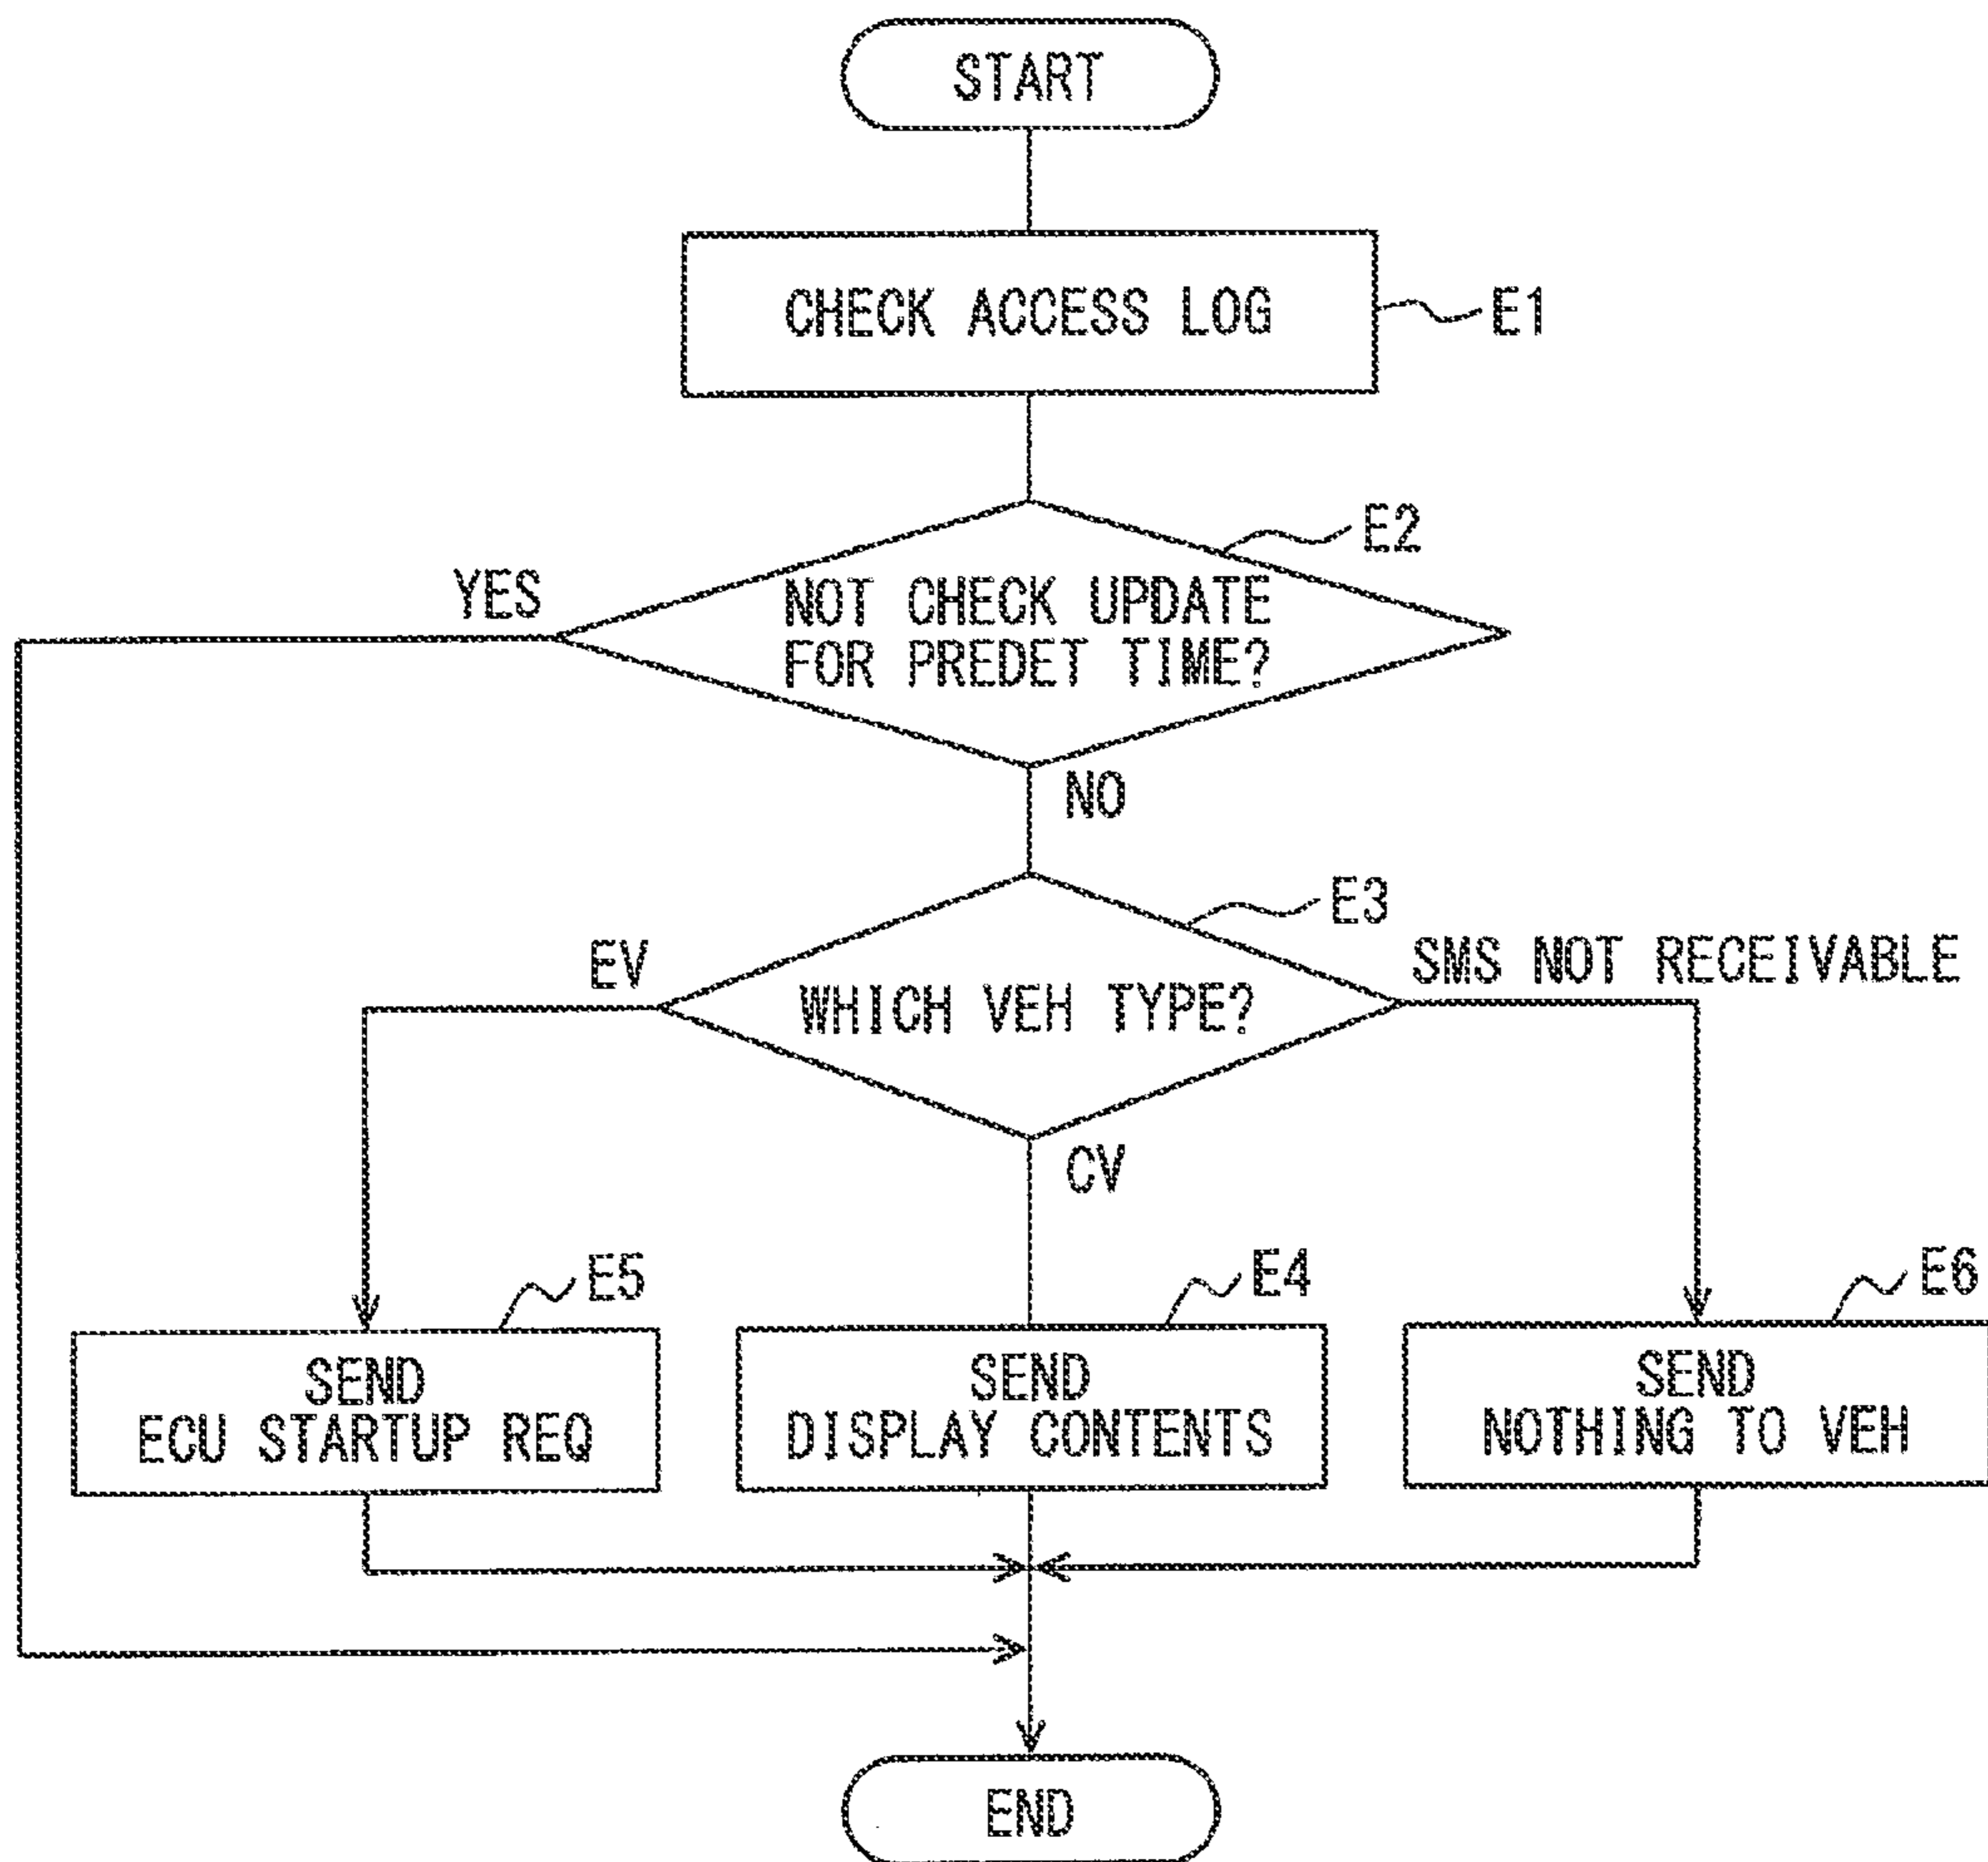 START
CHECK ACCESS LOG
E1
E2
YES
NOT CHECK UPDATE
FOR PREDET TIME?
NO
E3
EV
SMS NOT RECEIVABLE
WHICH VEH TYPE?
CV
E5
E4
E6
SEND
ECU STARTUP REQ
SEND
DISPLAY CONTENTS
SEND
NOTHING TO VEH
END